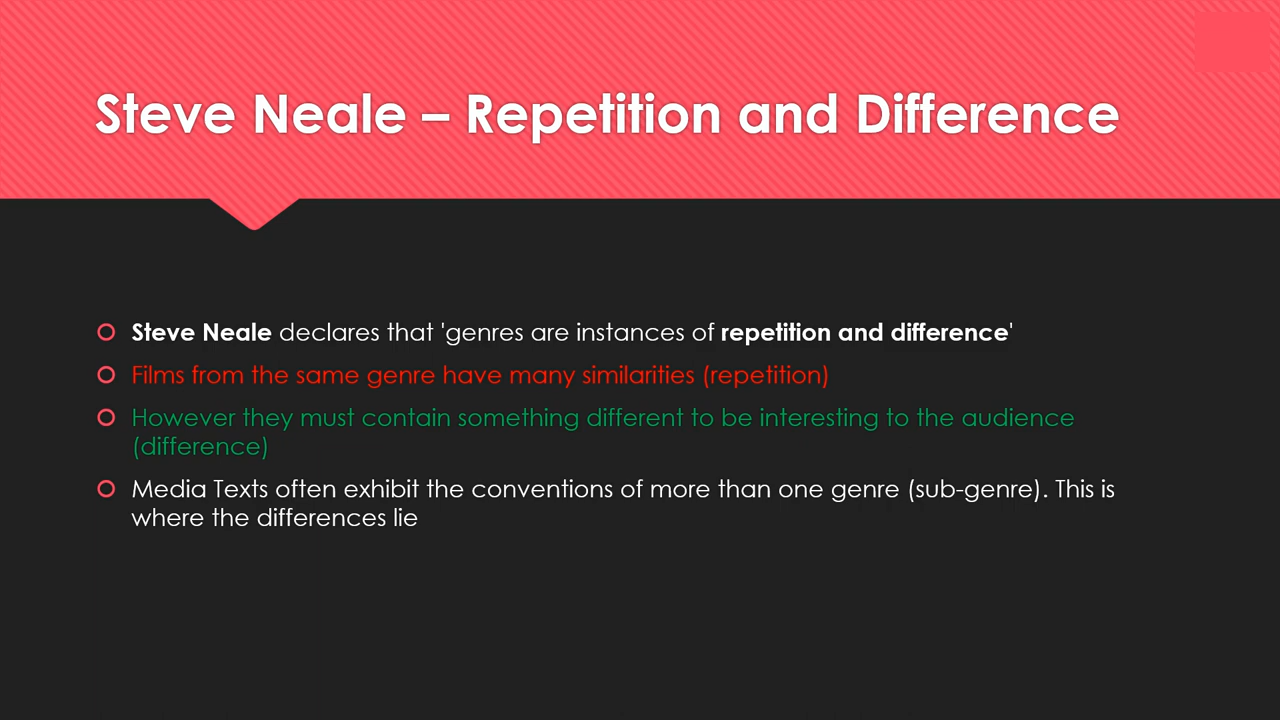 Steve Neale – Repetition and Difference
Steve Neale declares that 'genres are instances of repetition and difference'
Films from the same genre have many similarities (repetition)
However they must contain something different to be interesting to the audience
(difference)
Media Texts often exhibit the conventions of more than one genre (sub-genre). This is
where the differences lie